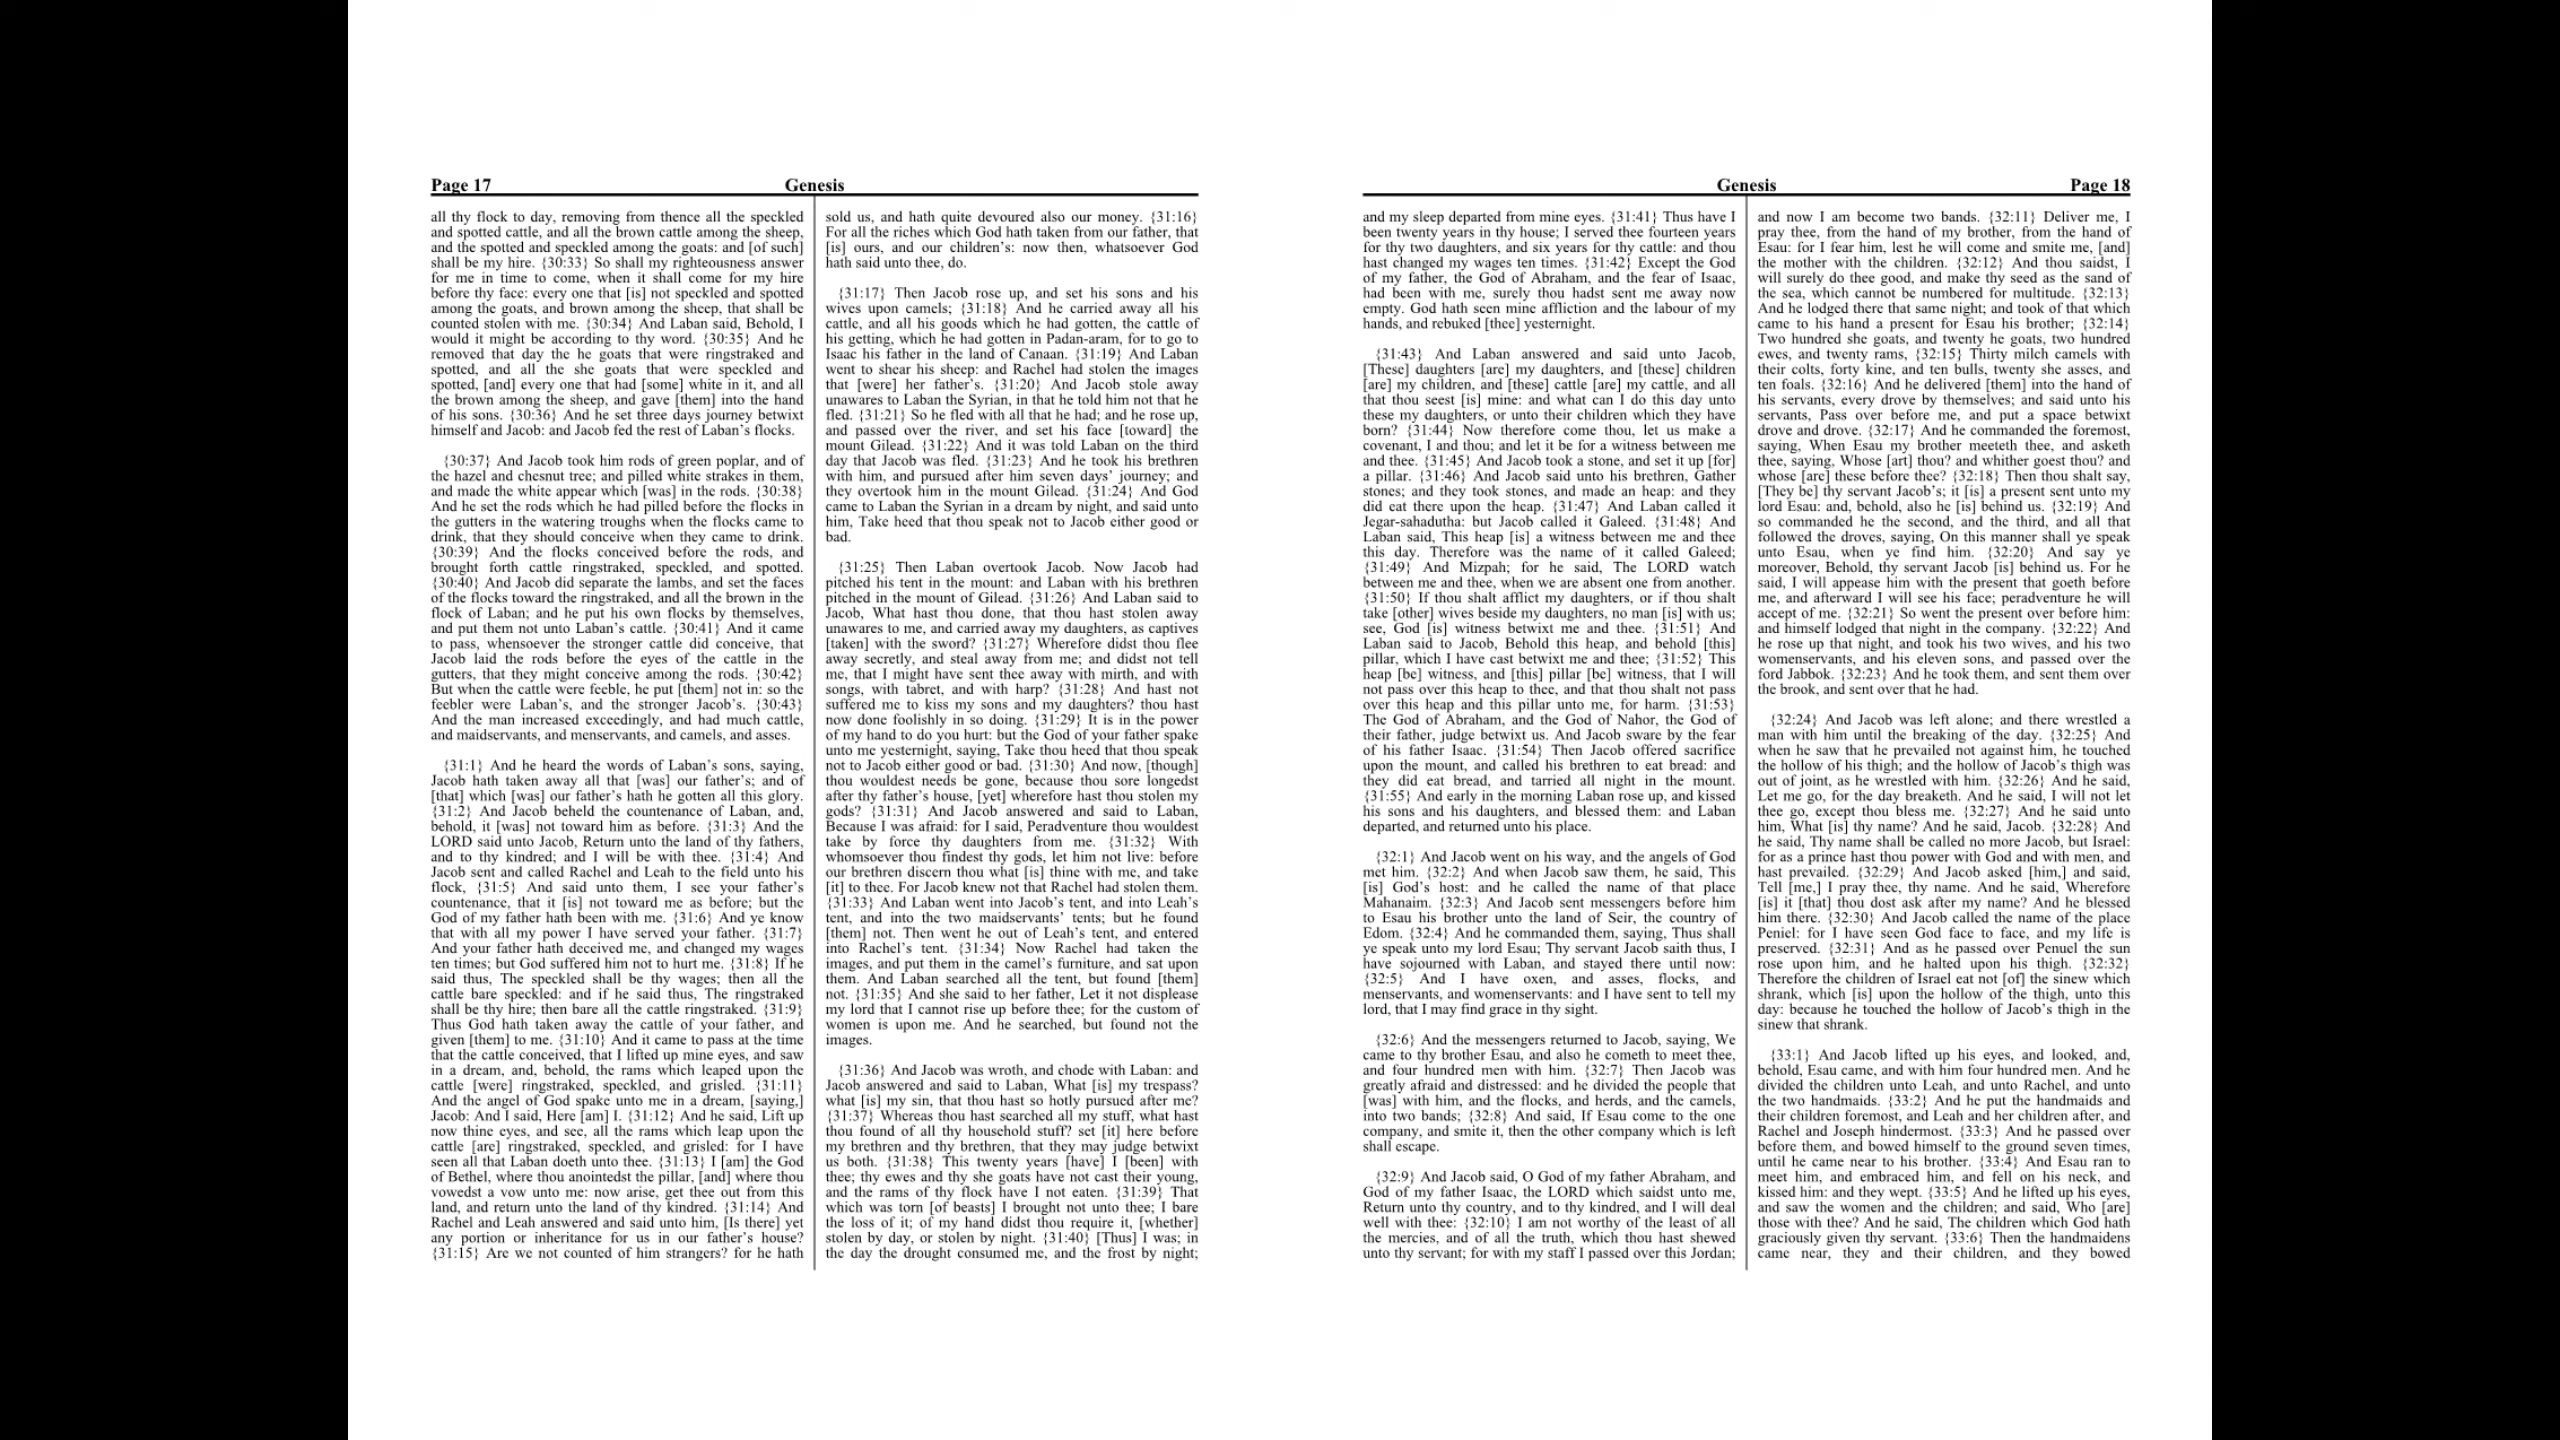 Page 17
Genesis
all thy flock to day, removing from thence all the speckled
and spotted cattle, and all the brown cattle among the sheep,
and the spotted and speckled among the goats: and [of such]
shall be my hire. {30:33} So shall my righteousness answer
for me in time to come, when it shall come for my hire
before thy face: every one that [is] not speckled and spotted
among the goats, and brown among the sheep, that shall be
counted stolen with me. {30:34} And Laban said, Behold, I
would it might be according to thy word. {30:35} And he
removed that day the he goats that were ringstraked and
spotted, and all the she goats that were speckled and
spotted, [and] every one that had [some] white in it, and all
the brown among the sheep, and gave [them] into the hand
of his sons. {30:36} And he set three days journey betwixt
himself and Jacob: and Jacob fed the rest of Laban’s flocks.
{30:37} And Jacob took him rods of green poplar, and of
the hazel and chesnut tree; and pilled white strakes in them,
and made the white appear which [was] in the rods. {30:38}
And he set the rods which he had pilled before the flocks in
the gutters in the watering troughs when the flocks came to
drink, that they should conceive when they came to drink.
{30:39} And the flocks conceived before the rods, and
brought forth cattle ringstraked, speckled, and spotted.
{30:40} And Jacob did separate the lambs, and set the faces
of the flocks toward the ringstraked, and all the brown in the
flock of Laban; and he put his own flocks by themselves,
and put them not unto Laban’s cattle. {30:41} And it came
to pass, whensoever the stronger cattle did conceive, that
Jacob laid the rods before the eyes of the cattle in the
gutters, that they might conceive among the rods. {30:42}
But when the cattle were feeble, he put [them] not in: so the
feebler were Laban’s, and the stronger Jacob’s. {30:43}
And the man increased exceedingly, and had much cattle,
and maidservants, and menservants, and camels, and asses.
{31:1} And he heard the words of Laban’s sons, saying,
Jacob hath taken away all that [was] our father’s; and of
[that] which [was] our father’s hath he gotten all this glory.
{31:2} And Jacob beheld the countenance of Laban, and,
behold, it [was] not toward him as before. {31:3} And the
LORD said unto Jacob, Return unto the land of thy fathers,
and to thy kindred; and I will be with thee. {31:4} And
Jacob sent and called Rachel and Leah to the field unto his
flock, {31:5} And said unto them, I see your father’s
countenance, that it [is] not toward me as before; but the
God of my father hath been with me. {31:6} And ye know
that with all my power I have served your father. {31:7}
And your father hath deceived me, and changed my wages
ten times; but God suffered him not to hurt me. {31:8} If he
said thus, The speckled shall be thy wages; then all the
cattle bare speckled: and if he said thus, The ringstraked
shall be thy hire; then bare all the cattle ringstraked. {31:9}
Thus God hath taken away the cattle of your father, and
given [them] to me. {31:10} And it came to pass at the time
that the cattle conceived, that I lifted up mine eyes, and saw
in a dream, and, behold, the rams which leaped upon the
cattle [were] ringstraked, speckled, and grisled. {31:11}
And the angel of God spake unto me in a dream, [saying,]
Jacob: And I said, Here [am] I. {31:12} And he said, Lift up
now thine eyes, and see, all the rams which leap upon the
cattle [are] ringstraked, speckled, and grisled: for I have
seen all that Laban doeth unto thee. {31:13} I [am] the God
of Bethel, where thou anointedst the pillar, [and] where thou
vowedst a vow unto me: now arise, get thee out from this
land, and return unto the land of thy kindred. {31:14} And
Rachel and Leah answered and said unto him, [Is there] yet
any portion or inheritance for us in our father’s house?
{31:15} Are we not counted of him strangers? for he hath
sold us, and hath quite devoured also our money. {31:16}
For all the riches which God hath taken from our father, that
[is] ours, and our children’s: now then, whatsoever God
hath said unto thee, do.
{31:17} Then Jacob rose up, and set his sons and his
wives upon camels; {31:18} And he carried away all his
cattle, and all his goods which he had gotten, the cattle of
his getting, which he had gotten in Padan-aram, for to go to
Isaac his father in the land of Canaan. {31:19} And Laban
went to shear his sheep: and Rachel had stolen the images
that [were] her father’s. {31:20} And Jacob stole away
unawares to Laban the Syrian, in that he told him not that he
fled. {31:21} So he fled with all that he had; and he rose up,
and passed over the river, and set his face [toward] the
mount Gilead. {31:22} And it was told Laban on the third
day that Jacob was fled. {31:23} And he took his brethren
with him, and pursued after him seven days’ journey; and
they overtook him in the mount Gilead. {31:24} And God
came to Laban the Syrian in a dream by night, and said unto
him, Take heed that thou speak not to Jacob either good or
bad.
{31:25} Then Laban overtook Jacob. Now Jacob had
pitched his tent in the mount: and Laban with his brethren
pitched in the mount of Gilead. {31:26} And Laban said to
Jacob, What hast thou done, that thou hast stolen away
unawares to me, and carried away my daughters, as captives
[taken] with the sword? {31:27} Wherefore didst thou flee
away secretly, and steal away from me; and didst not tell
me, that I might have sent thee away with mirth, and with
songs, with tabret, and with harp? {31:28} And hast not
suffered me to kiss my sons and my daughters? thou hast
now done foolishly in so doing. {31:29} It is in the power
of my hand to do you hurt: but the God of your father spake
unto me yesternight, saying, Take thou heed that thou speak
not to Jacob either good or bad. {31:30} And now, [though]
thou wouldest needs be gone, because thou sore longedst
after thy father’s house, [yet] wherefore hast thou stolen my
gods? {31:31} And Jacob answered and said to Laban,
Because I was afraid: for I said, Peradventure thou wouldest
take by force thy daughters from me. {31:32} With
whomsoever thou findest thy gods, let him not live: before
our brethren discern thou what [is] thine with me, and take
[it] to thee. For Jacob knew not that Rachel had stolen them.
{31:33} And Laban went into Jacob’s tent, and into Leah’s
tent, and into the two maidservants’ tents; but he found
[them] not. Then went he out of Leah’s tent, and entered
into Rachel’s tent. {31:34} Now Rachel had taken the
images, and put them in the camel’s furniture, and sat upon
them. And Laban searched all the tent, but found [them]
not. {31:35} And she said to her father, Let it not displease
my lord that I cannot rise up before thee; for the custom of
women is upon me. And he searched, but found not the
images.
{31:36} And Jacob was wroth, and chode with Laban: and
Jacob answered and said to Laban, What [is] my trespass?
what [is] my sin, that thou hast so hotly pursued after me?
{31:37} Whereas thou hast searched all my stuff, what hast
thou found of all thy household stuff? set [it] here before
my brethren and thy brethren, that they may judge betwixt
us both. {31:38} This twenty years [have] I [been] with
thee; thy ewes and thy she goats have not cast their young,
and the rams of thy flock have I not eaten. {31:39} That
which was torn [of beasts] I brought not unto thee; I bare
the loss of it; of my hand didst thou require it, [whether]
stolen by day, or stolen by night. {31:40} [Thus] I was; in
the day the drought consumed me, and the frost by night;
Genesis
Page 18
and my sleep departed from mine eyes. {31:41} Thus have I
been twenty years in thy house; I served thee fourteen years
for thy two daughters, and six years for thy cattle: and thou
hast changed my wages ten times. {31:42} Except the God
of my father, the God of Abraham, and the fear of Isaac,
had been with me, surely thou hadst sent me away now
empty. God hath seen mine affliction and the labour of my
hands, and rebuked [thee] yesternight.
{31:43} And Laban answered and said unto Jacob,
[These] daughters [are] my daughters, and [these] children
[are] my children, and [these] cattle [are] my cattle, and all
that thou seest [is] mine: and what can I do this day unto
these my daughters, or unto their children which they have
born? {31:44} Now therefore come thou, let us make a
covenant, I and thou; and let it be for a witness between me
and thee. {31:45} And Jacob took a stone, and set it up [for]
a pillar. {31:46} And Jacob said unto his brethren, Gather
stones; and they took stones, and made an heap: and they
did eat there upon the heap. {31:47} And Laban called it
Jegar-sahadutha: but Jacob called it Galeed. {31:48} And
Laban said, This heap [is] a witness between me and thee
this day. Therefore was the name of it called Galeed;
{31:49} And Mizpah; for he said, The LORD watch
between me and thee, when we are absent one from another.
{31:50} If thou shalt afflict my daughters, or if thou shalt
take [other] wives beside my daughters, no man [is] with us;
see, God [is] witness betwixt me and thee. {31:51} And
Laban said to Jacob, Behold this heap, and behold [this]
pillar, which I have cast betwixt me and thee; {31:52} This
heap [be] witness, and [this] pillar [be] witness, that I will
not pass over this heap to thee, and that thou shalt not pass
over this heap and this pillar unto me, for harm. {31:53}
The God of Abraham, and the God of Nahor, the God of
their father, judge betwixt us. And Jacob sware by the fear
of his father Isaac. {31:54} Then Jacob offered sacrifice
upon the mount, and called his brethren to eat bread: and
they did eat bread, and tarried all night in the mount.
{31:55} And early in the morning Laban rose up, and kissed
his sons and his daughters, and blessed them: and Laban
departed, and returned unto his place.
{32:1} And Jacob went on his way, and the angels of God
met him. {32:2} And when Jacob saw them, he said, This
[is] God’s host: and he called the name of that place
Mahanaim. {32:3} And Jacob sent messengers before him
to Esau his brother unto the land of Seir, the country of
Edom. {32:4} And he commanded them, saying, Thus shall
ye speak unto my lord Esau; Thy servant Jacob saith thus, I
have sojourned with Laban, and stayed there until now:
{32:5} And I have oxen, and asses, flocks, and
menservants, and womenservants: and I have sent to tell my
lord, that I may find grace in thy sight.
{32:6} And the messengers returned to Jacob, saying, We
came to thy brother Esau, and also he cometh to meet thee,
and four hundred men with him. {32:7} Then Jacob was
greatly afraid and distressed: and he divided the people that
[was] with him, and the flocks, and herds, and the camels,
into two bands; {32:8} And said, If Esau come to the one
company, and smite it, then the other company which is left
shall escape.
{32:9} And Jacob said, O God of my father Abraham, and
God of my father Isaac, the LORD which saidst unto me,
Return unto thy country, and to thy kindred, and I will deal
well with thee: {32:10} I am not worthy of the least of all
the mercies, and of all the truth, which thou hast shewed
unto thy servant; for with my staff I passed over this Jordan;
and now I am become two bands. {32:11} Deliver me, I
pray thee, from the hand of my brother, from the hand of
Esau: for I fear him, lest he will come and smite me, [and]
the mother with the children. {32:12} And thou saidst, I
will surely do thee good, and make thy seed as the sand of
the sea, which cannot be numbered for multitude. {32:13}
And he lodged there that same night; and took of that which
came to his hand a present for Esau his brother; {32:14}
Two hundred she goats, and twenty he goats, two hundred
ewes, and twenty rams, {32:15} Thirty milch camels with
their colts, forty kine, and ten bulls, twenty she asses, and
ten foals. {32:16} And he delivered [them] into the hand of
his servants, every drove by themselves; and said unto his
servants, Pass over before me, and put a space betwixt
drove and drove. {32:17} And he commanded the foremost,
saying, When Esau my brother meeteth thee, and asketh
thee, saying, Whose [art] thou? and whither goest thou? and
whose [are] these before thee? {32:18} Then thou shalt say,
[They be] thy servant Jacob’s; it [is] a present sent unto my
lord Esau: and, behold, also he [is] behind us. {32:19} And
so commanded he the second, and the third, and all that
followed the droves, saying, On this manner shall ye speak
unto Esau, when ye find him. {32:20} And say ye
moreover, Behold, thy servant Jacob [is] behind us. For he
said, I will appease him with the present that goeth before
me, and afterward I will see his face; peradventure he will
accept of me. {32:21} So went the present over before him:
and himself lodged that night in the company. {32:22} And
he rose up that night, and took his two wives, and his two
womenservants, and his eleven sons, and passed over the
ford Jabbok. {32:23} And he took them, and sent them over
the brook, and sent over that he had.
{32:24} And Jacob was left alone; and there wrestled a
man with him until the breaking of the day. {32:25} And
when he saw that he prevailed not against him, he touched
the hollow of his thigh; and the hollow of Jacob’s thigh was
out of joint, as he wrestled with him. {32:26} And he said,
Let me go, for the day breaketh. And he said, I will not let
thee go, except thou bless me. {32:27} And he said unto
him, What [is] thy name? And he said, Jacob. {32:28} And
he said, Thy name shall be called no more Jacob, but Israel:
for as a prince hast thou power with God and with men, and
hast prevailed. {32:29} And Jacob asked [him,] and said,
Tell [me,] I pray thee, thy name. And he said, Wherefore
[is] it [that] thou dost ask after my name? And he blessed
him there. {32:30} And Jacob called the name of the place
Peniel: for I have seen God face to face, and my life is
preserved. {32:31} And as he passed over Penuel the sun
rose upon him, and he halted upon his thigh. {32:32}
Therefore the children of Israel eat not [of] the sinew which
shrank, which [is] upon the hollow of the thigh, unto this
day: because he touched the hollow of Jacob’s thigh in the
sinew that shrank.
{33:1} And Jacob lifted up his eyes, and looked, and,
behold, Esau came, and with him four hundred men. And he
divided the children unto Leah, and unto Rachel, and unto
the two handmaids. {33:2} And he put the handmaids and
their children foremost, and Leah and her children after, and
Rachel and Joseph hindermost. {33:3} And he passed over
before them, and bowed himself to the ground seven times,
until he came near to his brother. {33:4} And Esau ran to
meet him, and embraced him, and fell on his neck, and
kissed him: and they wept. {33:5} And he lifted up his eyes,
and saw the women and the children; and said, Who [are]
those with thee? And he said, The children which God hath
graciously given thy servant. {33:6} Then the handmaidens
came near, they and their children, and they bowed